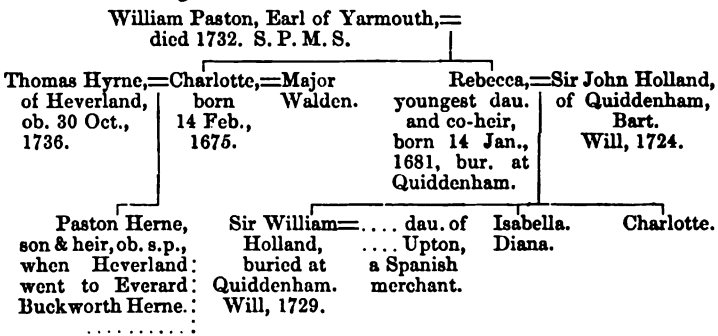 William Paston, Earl of Yarmouth,=
died 1732. S. P. M. S.
Thomas Hyrne,=Charlotte,=Major
of Heverland, born Walden.
ob. 30 Oct., 14 Feb.,
1736. 1675.
Rebecca,=Sir John Holland,
youngest dau. of Quiddenham,
and co-heir, Bart.
born 14 Jan., Will, 1724.
1681, bur. at
Quiddenham.
Paston Herne,
son & heir, ob. s.p.,
when Heverland
went to Everard
Buckworth Herne.
Sir William=.... dau. of
Holland, .... Upton,
buried at a Spanish
Quiddenham. merchant.
Will, 1729.
Isabella.
Diana.
Charlotte.